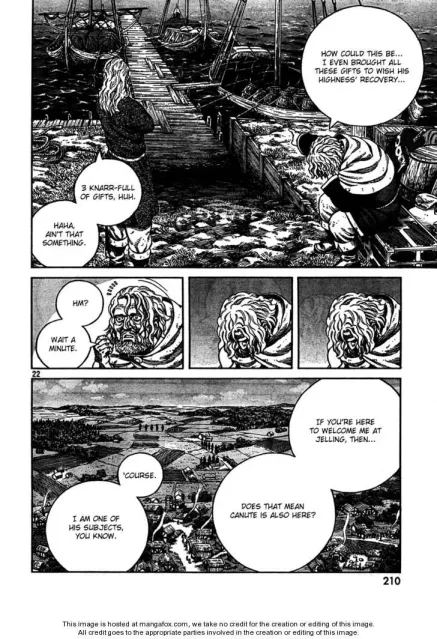 HOW COULD THIS BE...
I EVEN BROUGHT ALL
THESE GIFTS TO WISH HIS
HIGHNESS' RECOVERY...
3 KNARR-FULL
OF GIFTS, HUH.
HAHA,
AIN'T THAT
SOMETHING.
HM?
WAIT A
MINUTE.
22
IF YOU'RE HERE
TO WELCOME ME AT
JELLING, THEN...
DOES THAT MEAN
CANUTE IS ALSO HERE?
'COURSE.
I AM ONE OF
HIS SUBJECTS,
YOU KNOW.
210
This image is hosted at mangafox.com, we take no credit for the creation or editing of this image.
All credit goes to the appropriate parties involved in the creation or editing of this image.